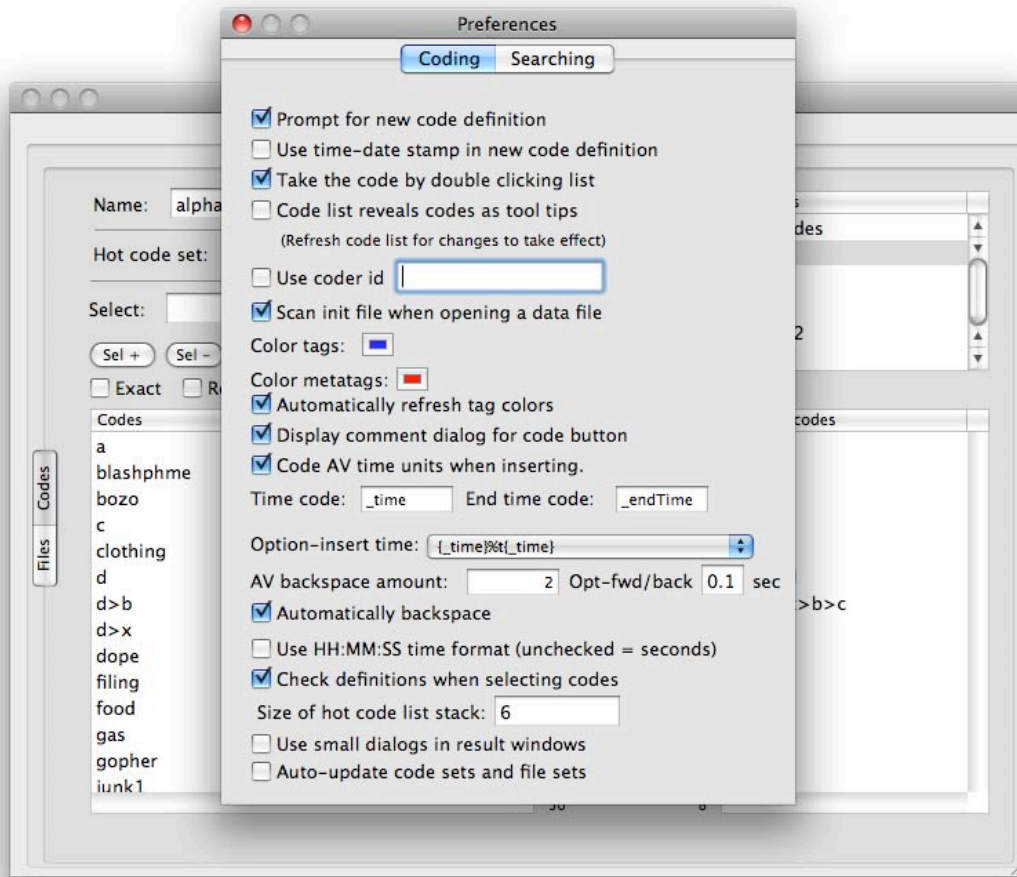 Preferences
Coding Searching
Prompt for new code definition
Use time-date stamp in new code definition
Take the code by double clicking list
Code list reveals codes as tool tips
(Refresh code list for changes to take effect)
Use coder id
Scan init file when opening a data file
Color tags:
Color metatags:
Automatically refresh tag colors
Display comment dialog for code button
Code AV time units when inserting.
Time code: _time End time code: _endTime
Option-insert time: {_time}%t{_time}
AV backspace amount: 2 Opt-fwd/back 0.1 sec
Automatically backspace
Use HH:MM:SS time format (unchecked = seconds)
Check definitions when selecting codes
Size of hot code list stack: 6
Use small dialogs in result windows
Auto-update code sets and file sets
Name: alpha
Hot code set:
Select:
Sel + Sel -
Exact
Codes
a
blashphme
bozo
c
clothing
d
d>b
d>x
dope
filing
food
gas
gopher
junk1
Codes
Files
2
codes
>b>c